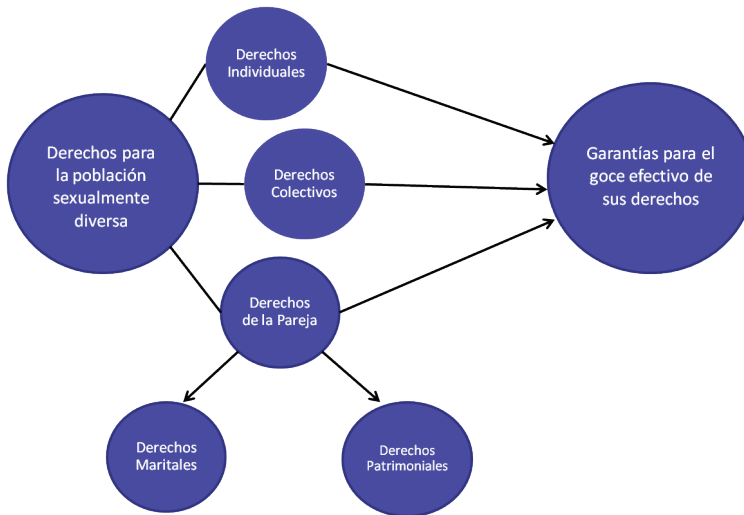 Derechos
Individuales
Derechos para
la población
sexualmente
diversa
Derechos
Colectivos
Garantías para el
goce efectivo de
sus derechos
Derechos
de la Pareja
Derechos
Maritales
Derechos
Patrimoniales